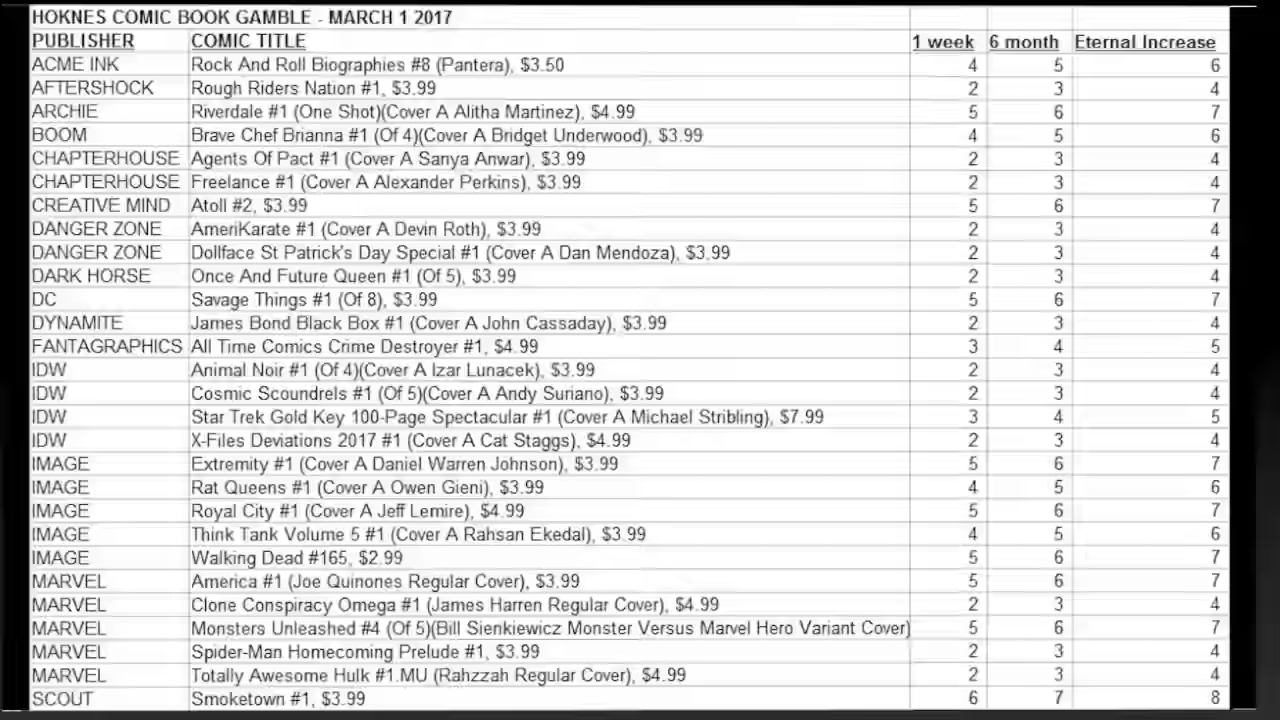 HOKNES COMIC BOOK GAMBLE - MARCH 1 2017
PUBLISHER COMIC TITLE 1 week 6 month Eternal Increase
ACME INK Rock And Roll Biographies #8 (Pantera), $3.50 4 5 6
AFTERSHOCK Rough Riders Nation #1, $3.99 2 3 4
ARCHIE Riverdale #1 (One Shot)(Cover A Alitha Martinez), $4.99 5 6 7
BOOM Brave Chef Brianna #1 (Of 4)(Cover A Bridget Underwood), $3.99 4 5 6
CHAPTERHOUSE Agents Of Pact #1 (Cover A Sanya Anwar), $3.99 2 3 4
CHAPTERHOUSE Freelance #1 (Cover A Alexander Perkins), $3.99 2 3 4
CREATIVE MIND Atoll #2, $3.99 5 6 7
DANGER ZONE AmeriKarate #1 (Cover A Devin Roth), $3.99 2 3 4
DANGER ZONE Dollface St Patrick's Day Special #1 (Cover A Dan Mendoza), $3.99 2 3 4
DARK HORSE Once And Future Queen #1 (Of 5), $3.99 2 3 4
DC Savage Things #1 (Of 8), $3.99 5 6 7
DYNAMITE James Bond Black Box #1 (Cover A John Cassaday), $3.99 2 3 4
FANTAGRAPHICS All Time Comics Crime Destroyer #1, $4.99 3 4 5
IDW Animal Noir #1 (Of 4)(Cover A Izar Lunacek), $3.99 2 3 4
IDW Cosmic Scoundrels #1 (Of 5)(Cover A Andy Suriano), $3.99 2 3 4
IDW Star Trek Gold Key 100-Page Spectacular #1 (Cover A Michael Stribling), $7.99 3 4 5
IDW X-Files Deviations 2017 #1 (Cover A Cat Staggs), $4.99 2 3 4
IMAGE Extremity #1 (Cover A Daniel Warren Johnson), $3.99 5 6 7
IMAGE Rat Queens #1 (Cover A Owen Gieni), $3.99 4 5 6
IMAGE Royal City #1 (Cover A Jeff Lemire), $4.99 5 6 7
IMAGE Think Tank Volume 5 #1 (Cover A Rahsan Ekedal), $3.99 4 5 6
IMAGE Walking Dead #165, $2.99 5 6 7
MARVEL America #1 (Joe Quinones Regular Cover), $3.99 5 6 7
MARVEL Clone Conspiracy Omega #1 (James Harren Regular Cover), $4.99 2 3 4
MARVEL Monsters Unleashed #4 (Of 5)(Bill Sienkiewicz Monster Versus Marvel Hero Variant Cover) 5 6 7
MARVEL Spider-Man Homecoming Prelude #1, $3.99 2 3 4
MARVEL Totally Awesome Hulk #1.MU (Rahzzah Regular Cover), $4.99 2 3 4
SCOUT Smoketown #1, $3.99 6 7 8